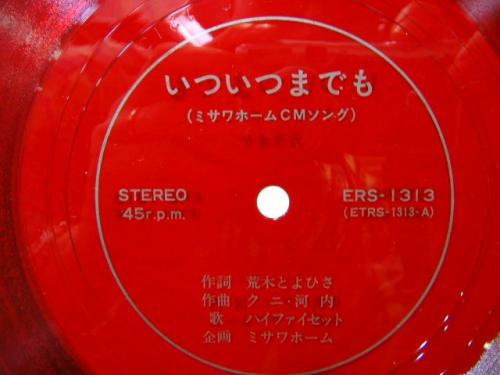 いついつまでも
(ミサワホームCMソング)
STEREO
45r.p.m.
ERS-1313
(ETRS-1313-A)
作詞 荒木とよひさ
作曲 クニ・河内
歌 ハイファイセット
企画 ミサワホーム